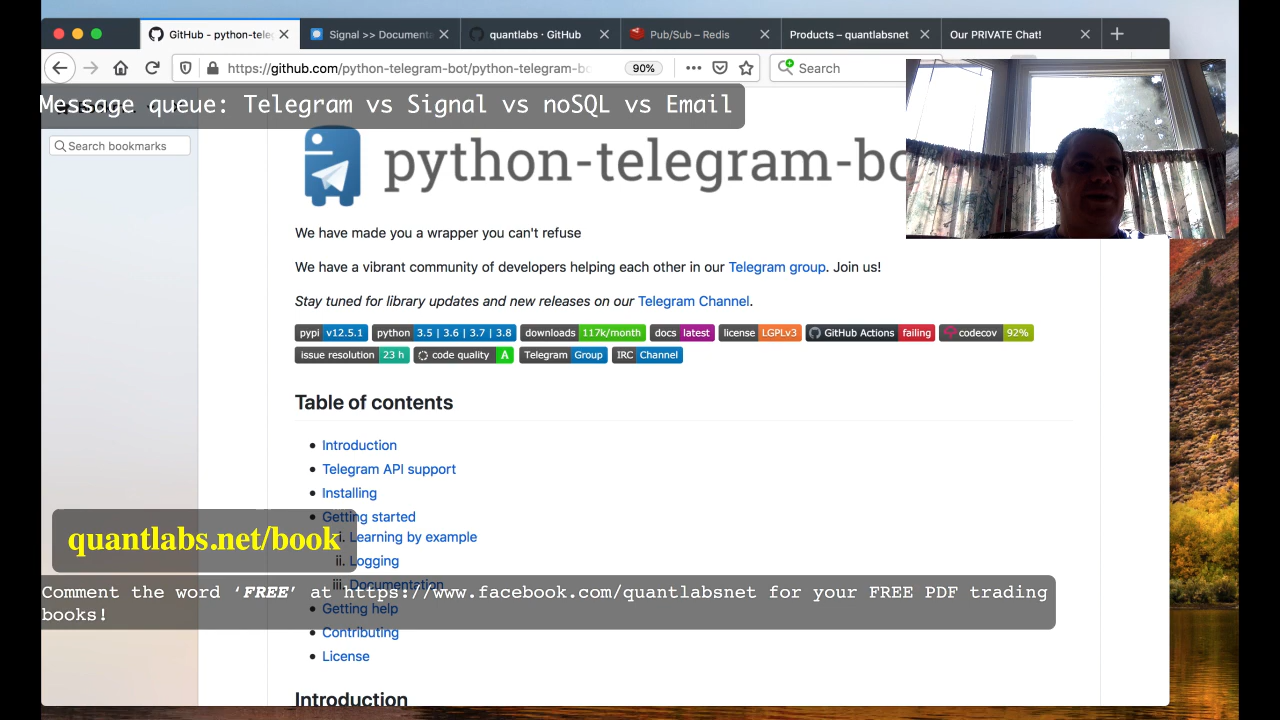 GitHub - python-tele
Signal >> Documenta
quantlabs · GitHub
Pub/Sub – Redis
Products – quantlabsnet
Our PRIVATE Chat!
https://github.com/python-telegram-bot/python-telegram-bo
90%
Search
Message queue: Telegram vs Signal vs noSQL vs Email
Search bookmarks
python-telegram-bo
We have made you a wrapper you can't refuse
We have a vibrant community of developers helping each other in our Telegram group. Join us!
Stay tuned for library updates and new releases on our Telegram Channel.
pypi v12.5.1 python 3.5 | 3.6 | 3.7 | 3.8 downloads 117k/month docs latest license LGPLv3 GitHub Actions failing codecov 92%
issue resolution 23 h code quality A Telegram Group IRC Channel
Table of contents
Introduction
Telegram API support
Installing
Getting started
i. Learning by example
ii. Logging
iii. Documentation
quantlabs.net/book
Comment the word ‘FREE’ at https://www.facebook.com/quantlabsnet for your FREE PDF trading
books!
Getting help
Contributing
License
Introduction